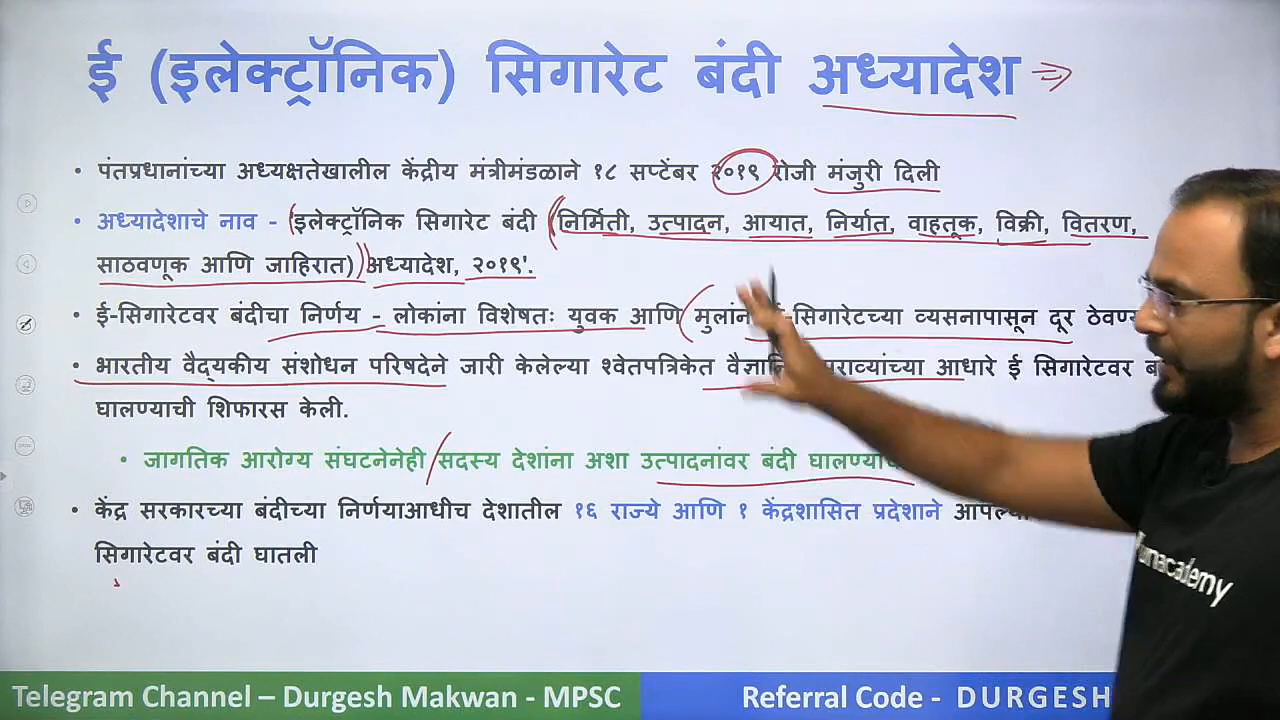 ई (इलेक्ट्रॉनिक) सिगारेट बंदी अध्यादेश
• पंतप्रधानांच्या अध्यक्षतेखालील केंद्रीय मंत्रीमंडळाने १८ सप्टेंबर २०१९ रोजी मंजुरी दिली
• अध्यादेशाचे नाव - (इलेक्ट्रॉनिक सिगारेट बंदी (निर्मिती, उत्पादन, आयात, निर्यात, वाहतूक, विक्री, वितरण,
साठवणूक आणि जाहिरात) अध्यादेश, २०१९'.
• ई-सिगारेटवर बंदीचा निर्णय - लोकांना विशेषतः युवक आणि ई-सिगारेटच्या व्यसनापासून दूर
• भारतीय वैद्यकीय संशोधन परिषदेने जारी केलेल्या श्वेतपत्रिकेत आधारे ई सिगारेटवर
घालण्याची शिफारस केली.
• जागतिक आरोग्य संघटनेनेही सदस्य देशांना अशा उत्पादनांवर बंदी
• केंद्र सरकारच्या बंदीच्या निर्णयाआधीच देशातील १६ राज्ये आणि १ केंद्रशासित प्रदेशाने
सिगारेटवर बंदी घातली
unacademy
Telegram Channel – Durgesh Makwan - MPSC
Referral Code - DURGESH